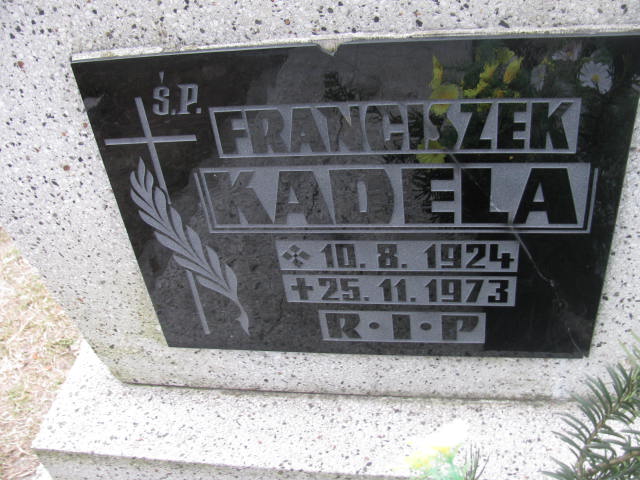 Ś.P.
FRANCISZEK
KADELA
10.8.1924
+25.11.1973
R·I·P